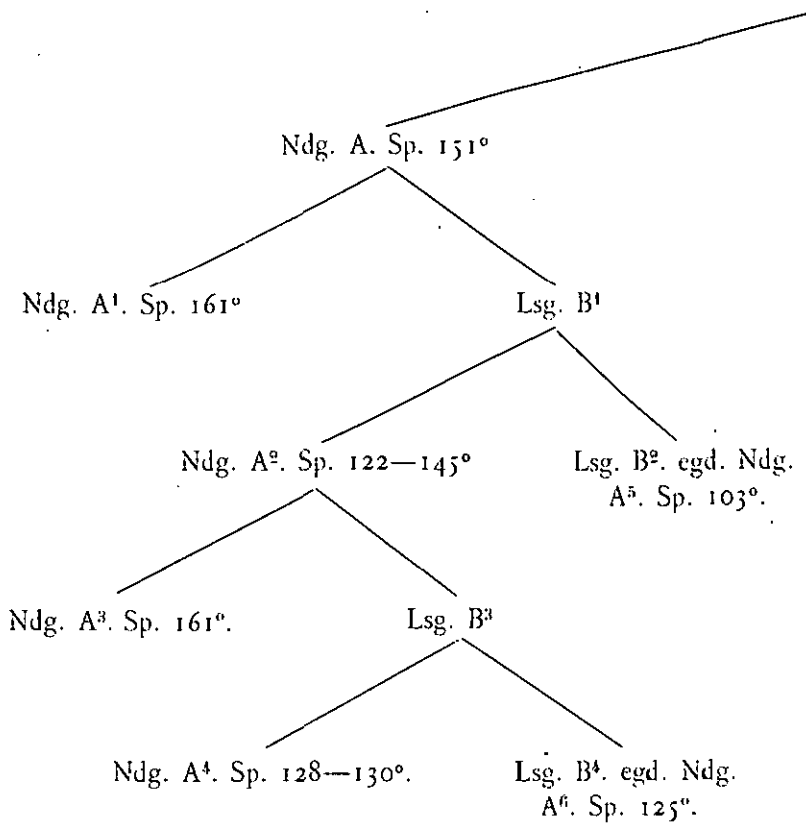 Ndg. A. Sp. 151°
Ndg. A¹. Sp. 161°
Lsg. B¹
Ndg. A². Sp. 122—145°
Lsg. B². egd. Ndg.
A⁵. Sp. 103°.
Ndg. A³. Sp. 161°.
Lsg. B³
Ndg. A⁴. Sp. 128—130°.
Lsg. B⁴. egd. Ndg.
A⁶. Sp. 125°.